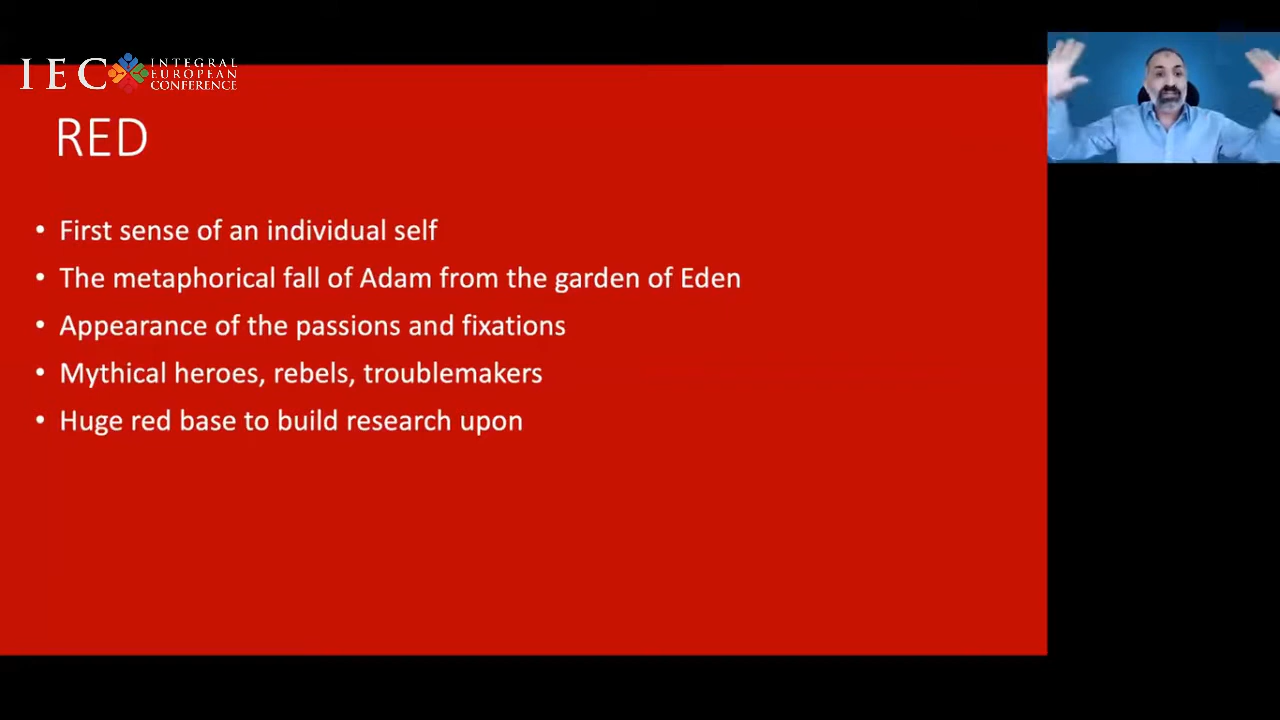 IEC INTEGRAL
EUROPEAN
CONFERENCE
RED
• First sense of an individual self
• The metaphorical fall of Adam from the garden of Eden
• Appearance of the passions and fixations
• Mythical heroes, rebels, troublemakers
• Huge red base to build research upon